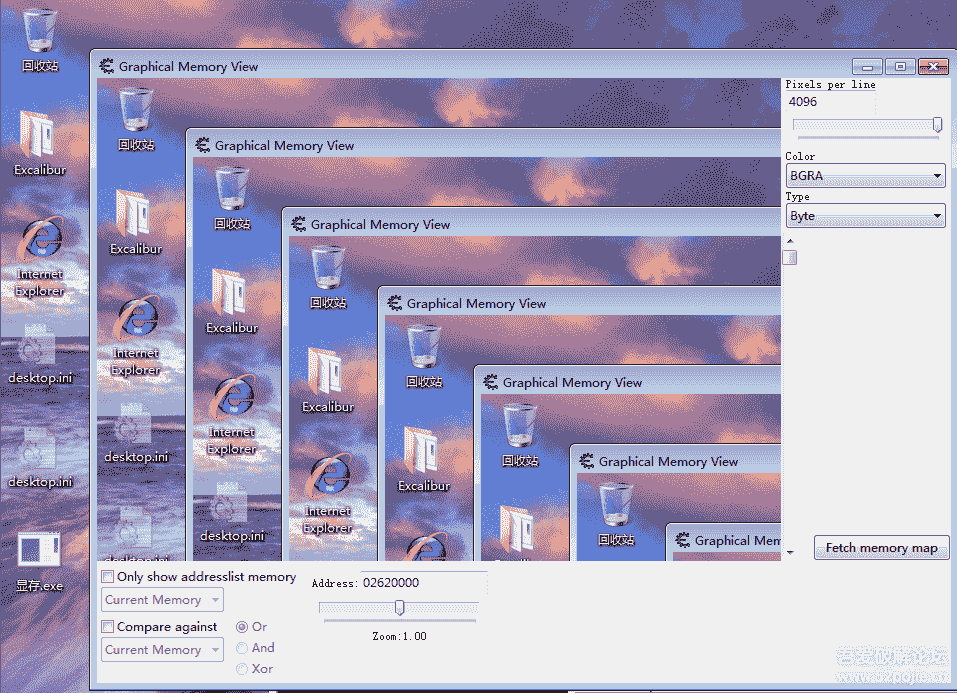 回收站
Excalibur
Internet
Explorer
desktop.ini
desktop.ini
显存.exe
Graphical Memory View
回收站
Excalibur
Internet
Explorer
desktop.ini
desktop.ini
Graphical Memory View
回收站
Excalibur
Internet
Explorer
desktop.ini
Graphical Memory View
回收站
Excalibur
Internet
Explorer
Graphical Memory View
回收站
Excalibur
Graphical Memory View
回收站
Graphical Memory View
回收站
Graphical Mem
Pixels per line
4096
Color
BGRA
Type
Byte
Fetch memory map
Only show addresslist memory
Current Memory
Compare against
Current Memory
Or
And
Xor
Address: 02620000
Zoom:1.00
吾爱破解论坛
www.52pojie.cn